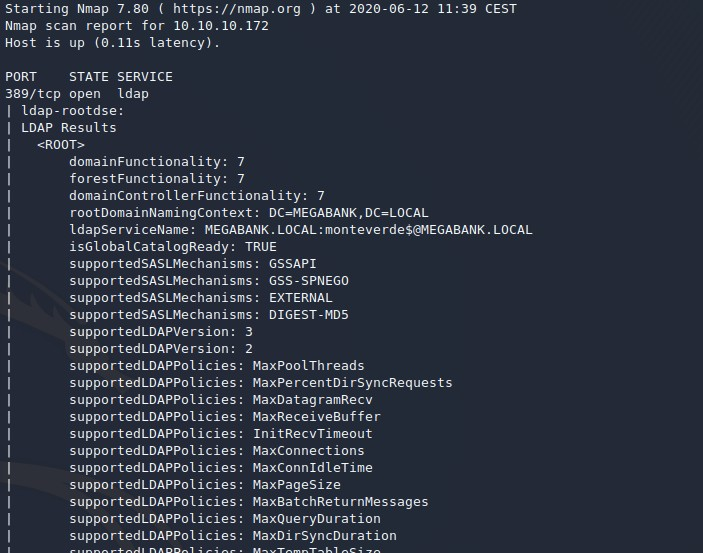 Starting Nmap 7.80 ( https://nmap.org ) at 2020-06-12 11:39 CEST
Nmap scan report for 10.10.10.172
Host is up (0.11s latency).
PORT    STATE SERVICE
389/tcp open  ldap
| ldap-rootdse:
| LDAP Results
|   <ROOT>
|       domainFunctionality: 7
|       forestFunctionality: 7
|       domainControllerFunctionality: 7
|       rootDomainNamingContext: DC=MEGABANK,DC=LOCAL
|       ldapServiceName: MEGABANK.LOCAL:monteverde$@MEGABANK.LOCAL
|       isGlobalCatalogReady: TRUE
|       supportedSASLMechanisms: GSSAPI
|       supportedSASLMechanisms: GSS-SPNEGO
|       supportedSASLMechanisms: EXTERNAL
|       supportedSASLMechanisms: DIGEST-MD5
|       supportedLDAPVersion: 3
|       supportedLDAPVersion: 2
|       supportedLDAPPolicies: MaxPoolThreads
|       supportedLDAPPolicies: MaxPercentDirSyncRequests
|       supportedLDAPPolicies: MaxDatagramRecv
|       supportedLDAPPolicies: MaxReceiveBuffer
|       supportedLDAPPolicies: InitRecvTimeout
|       supportedLDAPPolicies: MaxConnections
|       supportedLDAPPolicies: MaxConnIdleTime
|       supportedLDAPPolicies: MaxPageSize
|       supportedLDAPPolicies: MaxBatchReturnMessages
|       supportedLDAPPolicies: MaxQueryDuration
|       supportedLDAPPolicies: MaxDirSyncDuration
|       supportedLDAPPolicies: MaxTempTableSize